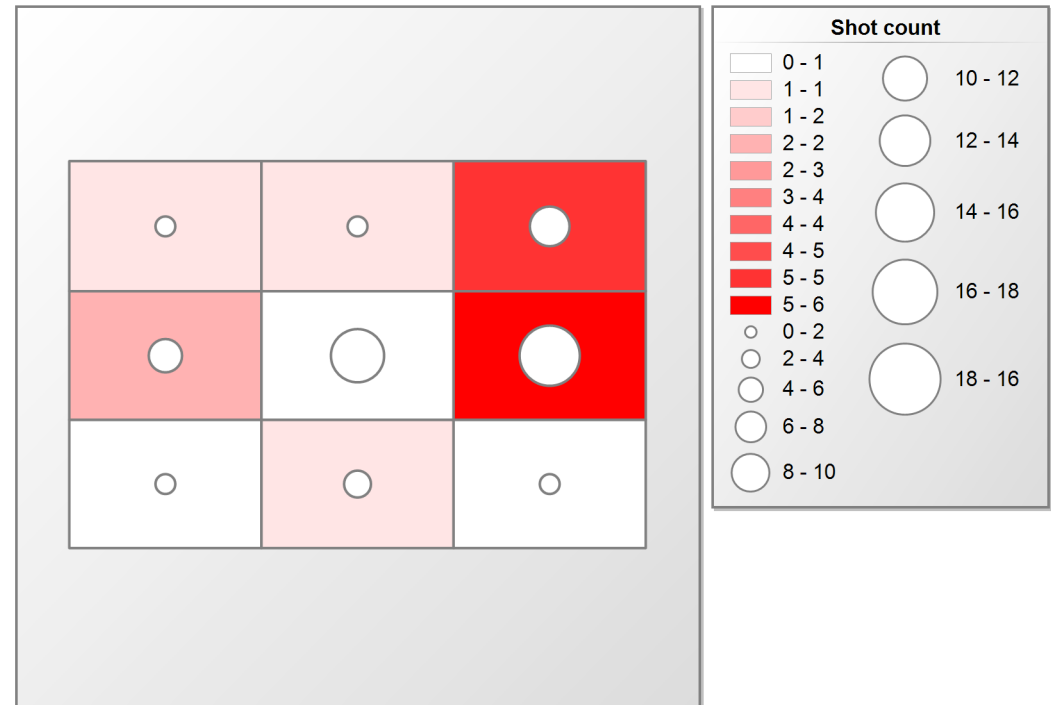 Shot count
0 - 1
1 - 1
1 - 2
2 - 2
2 - 3
3 - 4
4 - 4
4 - 5
5 - 5
5 - 6
0 - 2
2 - 4
4 - 6
6 - 8
8 - 10
10 - 12
12 - 14
14 - 16
16 - 18
18 - 16